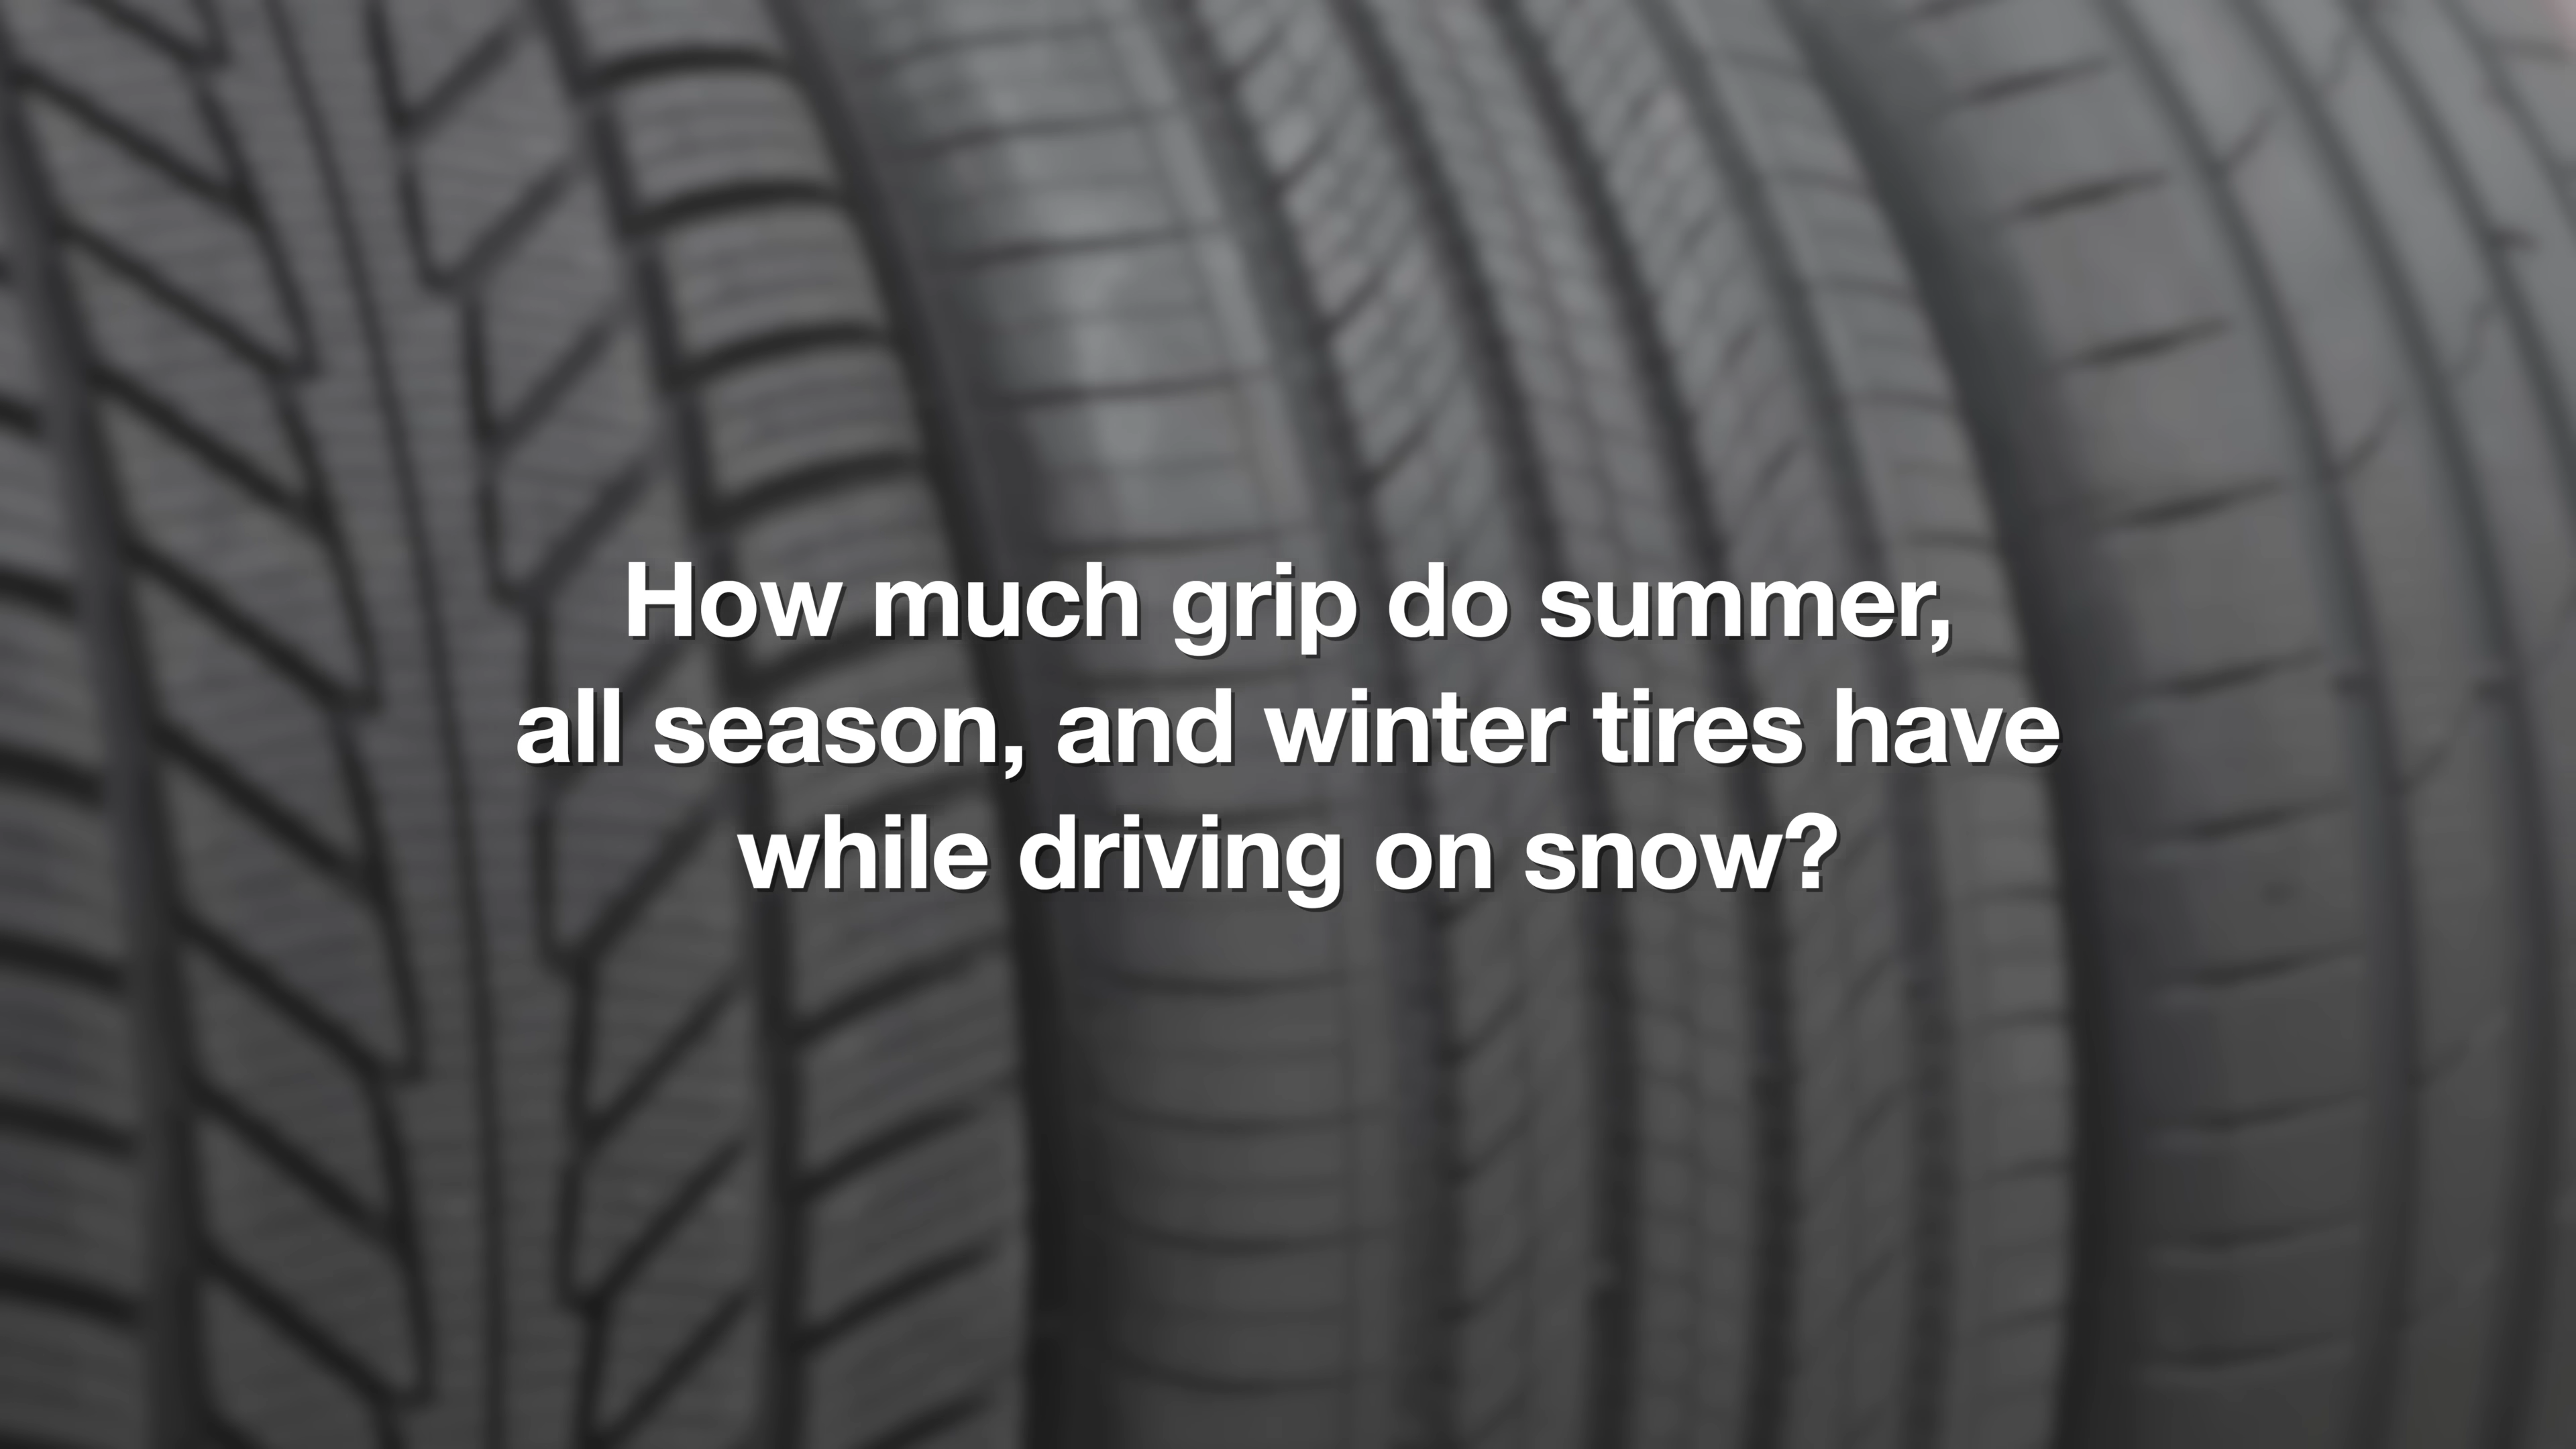 How much grip do summer,
all season, and winter tires have
while driving on snow?